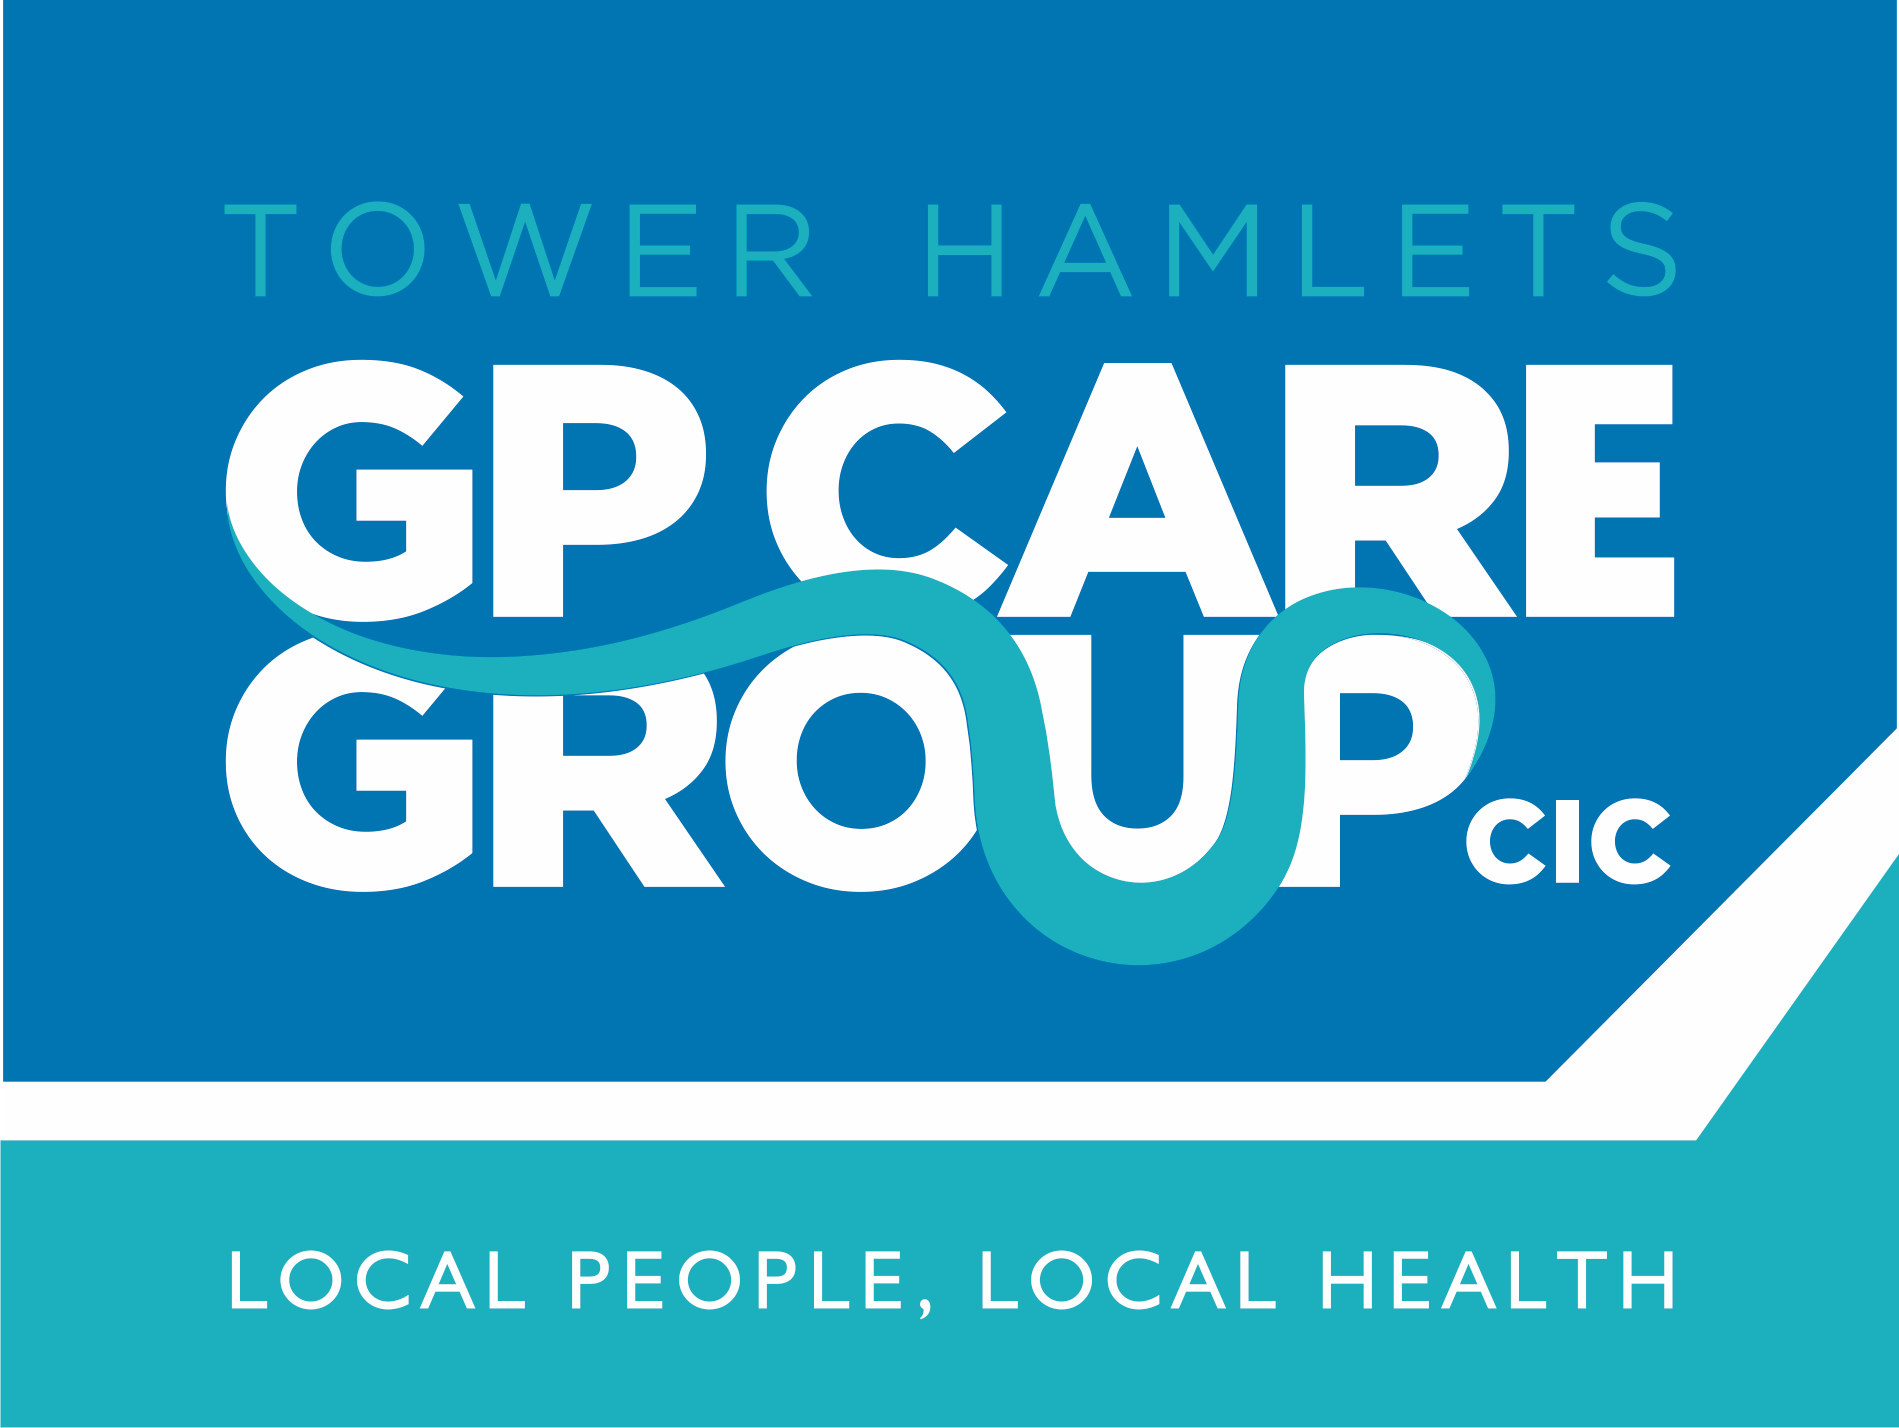 TOWER HAMLETS
GP CARE
GROUP CIC
LOCAL PEOPLE, LOCAL HEALTH